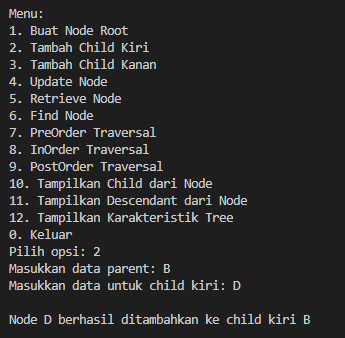 Menu:
1. Buat Node Root
2. Tambah Child Kiri
3. Tambah Child Kanan
4. Update Node
5. Retrieve Node
6. Find Node
7. PreOrder Traversal
8. InOrder Traversal
9. PostOrder Traversal
10. Tampilkan Child dari Node
11. Tampilkan Descendant dari Node
12. Tampilkan Karakteristik Tree
0. Keluar
Pilih opsi: 2
Masukkan data parent: B
Masukkan data untuk child kiri: D
Node D berhasil ditambahkan ke child kiri B